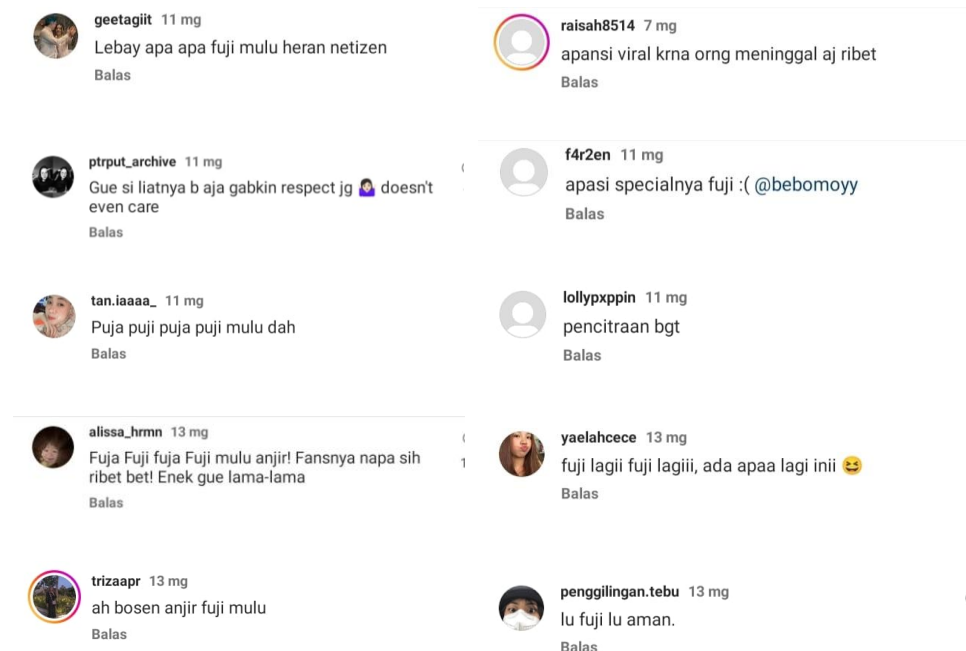 geetagiit 11 mg
Lebay apa apa fuji mulu heran netizen
Balas
ptrput_archive 11 mg
Gue si liatnya b aja gabkin respect jg 🤷🏻‍♀️ doesn't
even care
Balas
tan.iaaaa_ 11 mg
Puja puji puja puji mulu dah
Balas
alissa_hrmn 13 mg
Fuja Fuji fuja Fuji mulu anjir! Fansnya napa sih
ribet bet! Enek gue lama-lama
Balas
1
trizaapr 13 mg
ah bosen anjir fuji mulu
Balas
raisah8514 7 mg
apansi viral krna orng meninggal aj ribet
Balas
f4r2en 11 mg
apasi specialnya fuji :( @bebomoyy
Balas
lollypxppin 11 mg
pencitraan bgt
Balas
yaelahcece 13 mg
fuji lagii fuji lagiii, ada apaa lagi inii 😆
Balas
penggilingan.tebu 13 mg
lu fuji lu aman.
Balas